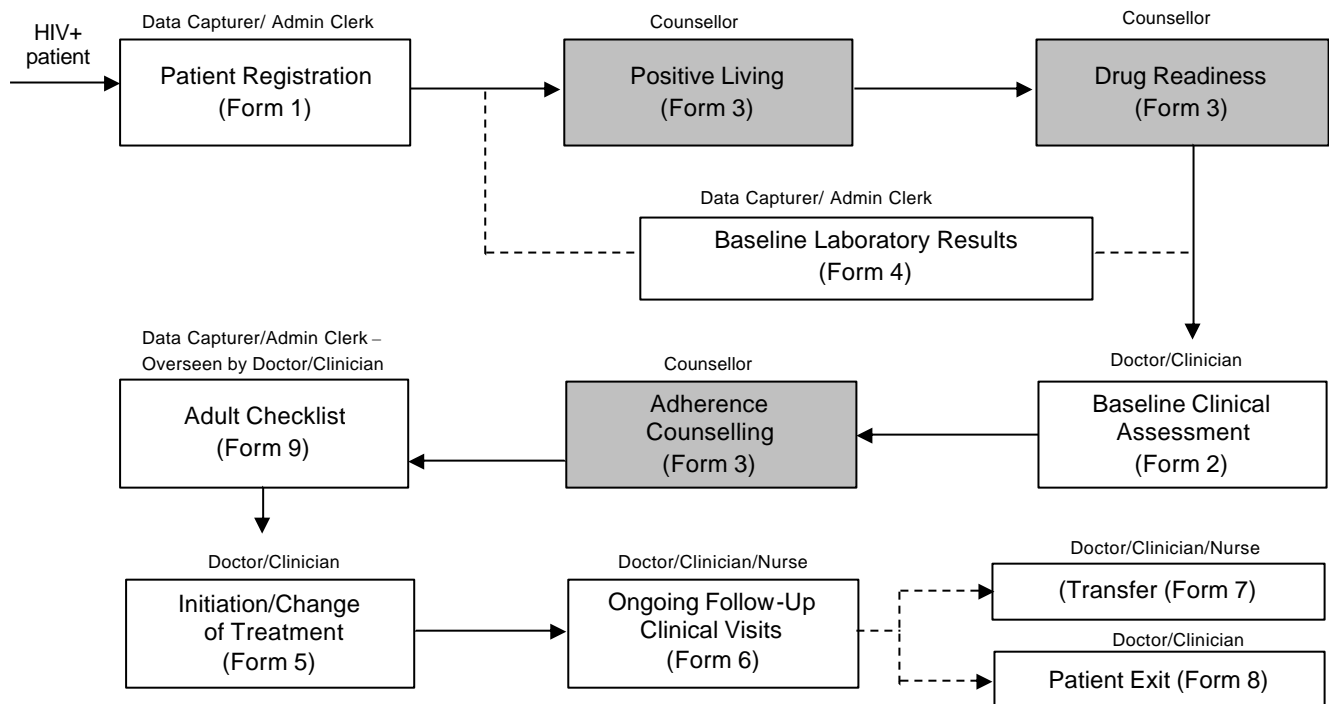 Data Capturer/ Admin Clerk
Counsellor
Counsellor
HIV+
patient
Patient Registration
(Form 1)
Positive Living
(Form 3)
Drug Readiness
(Form 3)
Data Capturer/ Admin Clerk
Baseline Laboratory Results
(Form 4)
Data Capturer/Admin Clerk –
Overseen by Doctor/Clinician
Counsellor
Doctor/Clinician
Adult Checklist
(Form 9)
Adherence
Counselling
(Form 3)
Baseline Clinical
Assessment
(Form 2)
Doctor/Clinician
Doctor/Clinician/Nurse
Doctor/Clinician/Nurse
Initiation/Change
of Treatment
(Form 5)
Ongoing Follow-Up
Clinical Visits
(Form 6)
(Transfer (Form 7)
Doctor/Clinician
Patient Exit (Form 8)